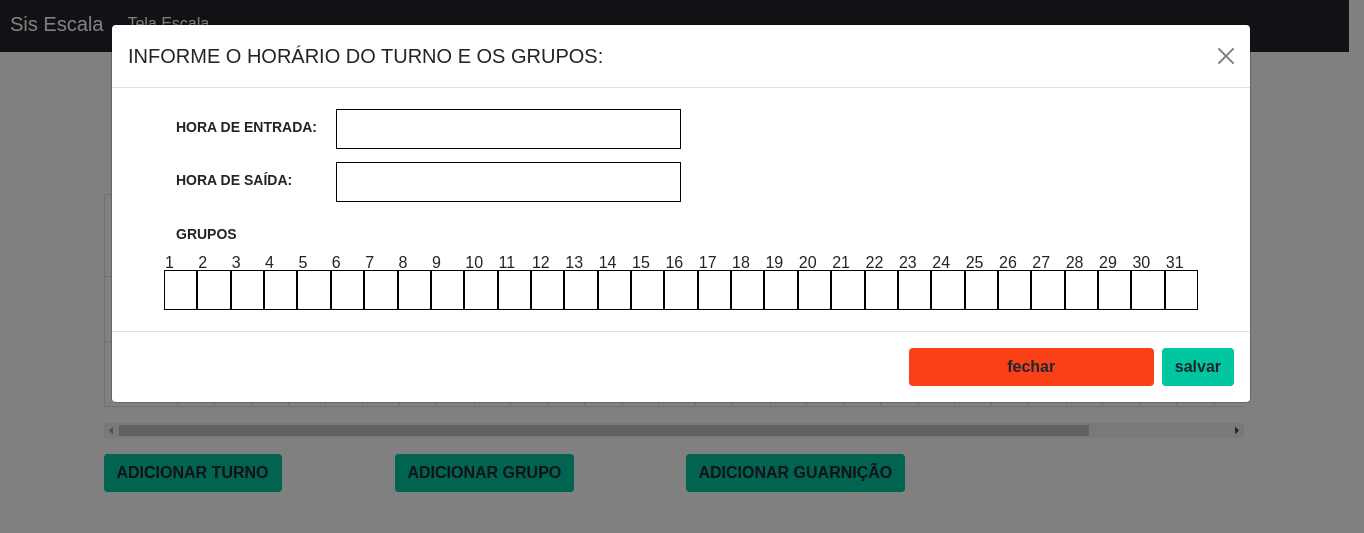 Sis Escala Tela Escala
INFORME O HORÁRIO DO TURNO E OS GRUPOS:
HORA DE ENTRADA:
HORA DE SAÍDA:
GRUPOS
1 2 3 4 5 6 7 8 9 10 11 12 13 14 15 16 17 18 19 20 21 22 23 24 25 26 27 28 29 30 31
fechar salvar
ADICIONAR TURNO ADICIONAR GRUPO ADICIONAR GUARNIÇÃO